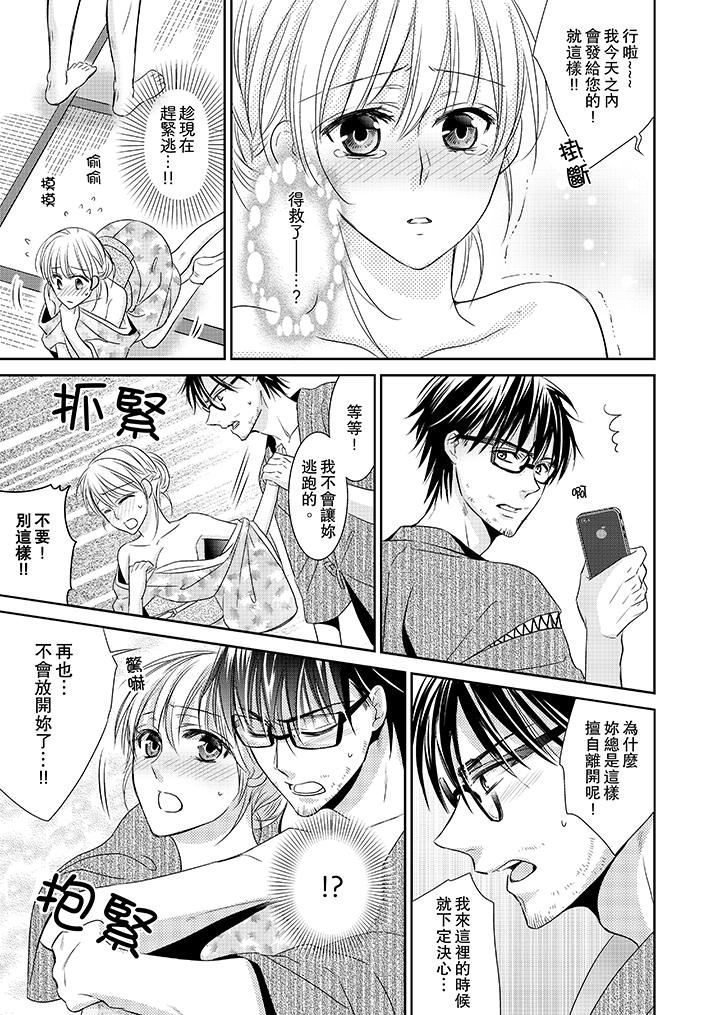 行啦~~~
我今天之內
會發給您的！
就這樣!!
掛斷
得救了
——…?
趁現在
趕緊逃…!!
偷偷
摸摸
啊
等等！
我不會讓妳
逃跑的。
抓緊
不要！
別這樣!!
為什麼
妳總是這樣
擅自離開呢！
我來這裡的時候
就下定決心…
!?
驚嚇
再也…
不會放開妳了…!!
抱緊